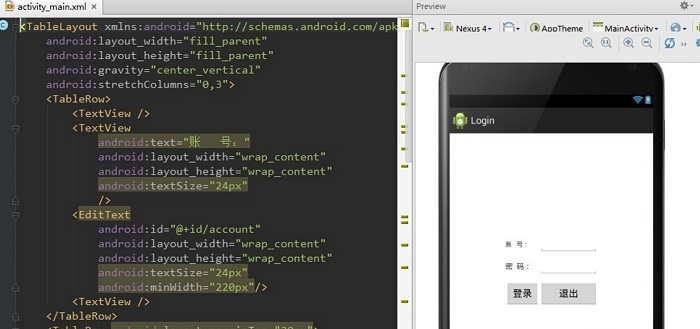 activity_main.xml
<TableLayout xmlns:android="http://schemas.android.com/apk
android:layout_width="fill_parent"
android:layout_height="fill_parent"
android:gravity="center_vertical"
android:stretchColumns="0,3">
<TableRow>
<TextView />
<TextView
android:text="账   号："
android:layout_width="wrap_content"
android:layout_height="wrap_content"
android:textSize="24px"
/>
<EditText
android:id="@+id/account"
android:layout_width="wrap_content"
android:layout_height="wrap_content"
android:textSize="24px"
android:minWidth="220px"/>
<TextView />
</TableRow>
Preview
Nexus 4
AppTheme
MainActivity
Login
账 号：
密 码：
登录 退出